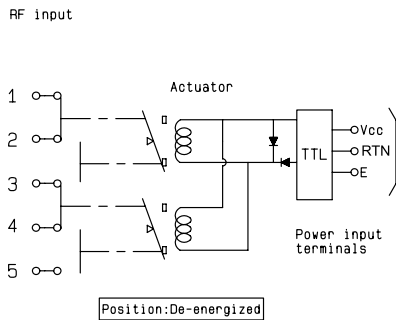 RF input
Actuator
1
2
3
4
5
TTL
Vcc
RTN
E
Power input
terminals
Position:De-energized